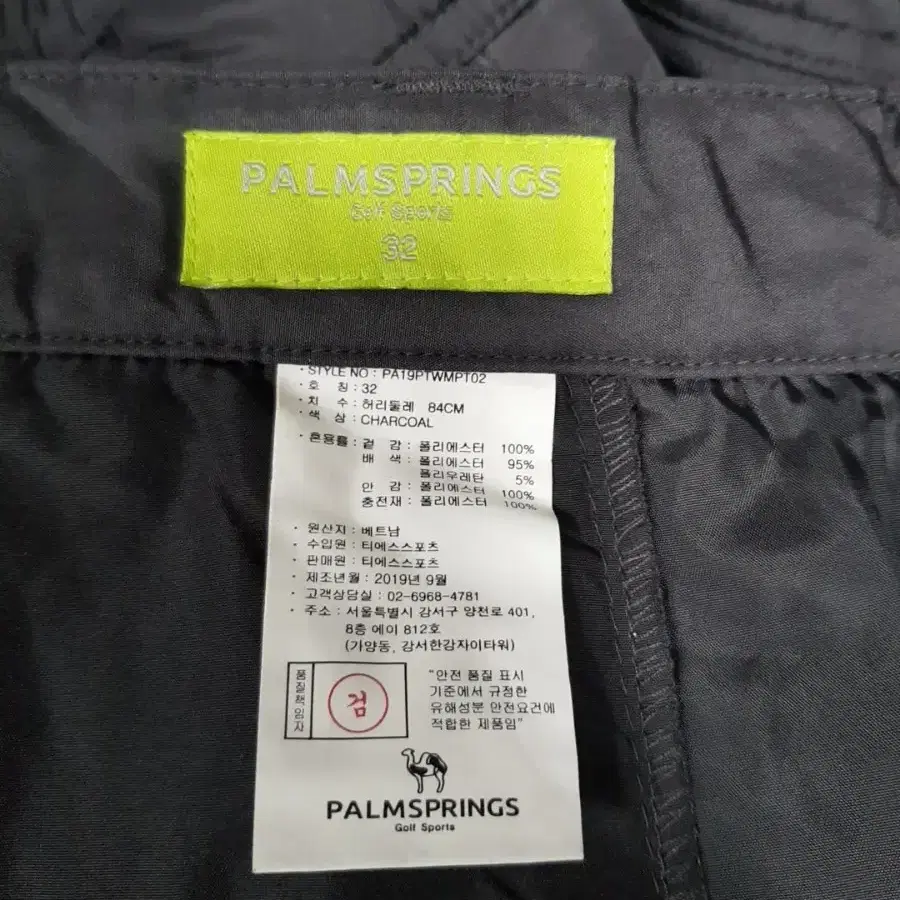 PALMSPRINGS
Golf Sports
32
· STYLE NO : PA19PTWMPT02
· 호 칭 : 32
· 치 수 : 허리둘레 84CM
· 색 상 : CHARCOAL
· 혼용률 : 겉 감 : 폴리에스터 100%
배 색 : 폴리에스터 95%
폴리우레탄 5%
안 감 : 폴리에스터 100%
충전재 : 폴리에스터 100%
· 원산지 : 베트남
· 수입원 : 티에스스포츠
· 판매원 : 티에스스포츠
· 제조년월 : 2019년 9월
· 고객상담실 : 02-6968-4781
· 주소 : 서울특별시 강서구 양천로 401,
8층 에이 812호
(가양동, 강서한강자이타워)
품질책임자
검
"안전 품질 표시
기준에서 규정한
유해성분 안전요건에
적합한 제품임"
PALMSPRINGS
Golf Sports